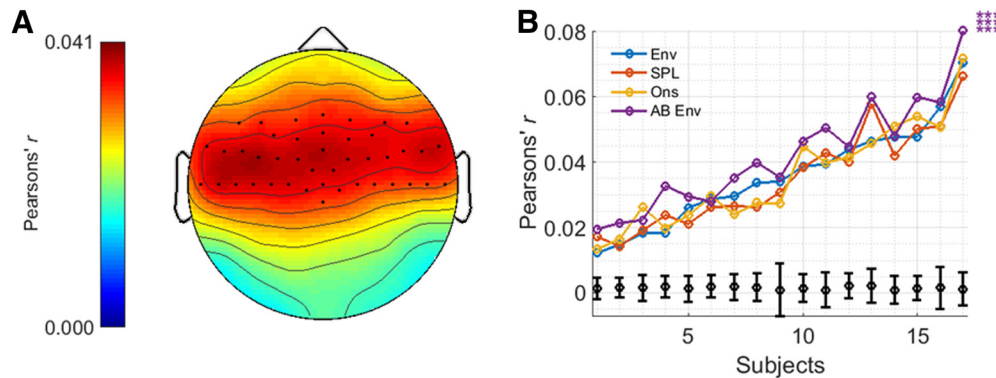 A
0.041
Pearsons' r
0.000
B
0.08
0.06
0.04
0.02
0
Pearsons' r
Env
SPL
Ons
AB Env
***
***
***
5
10
15
Subjects